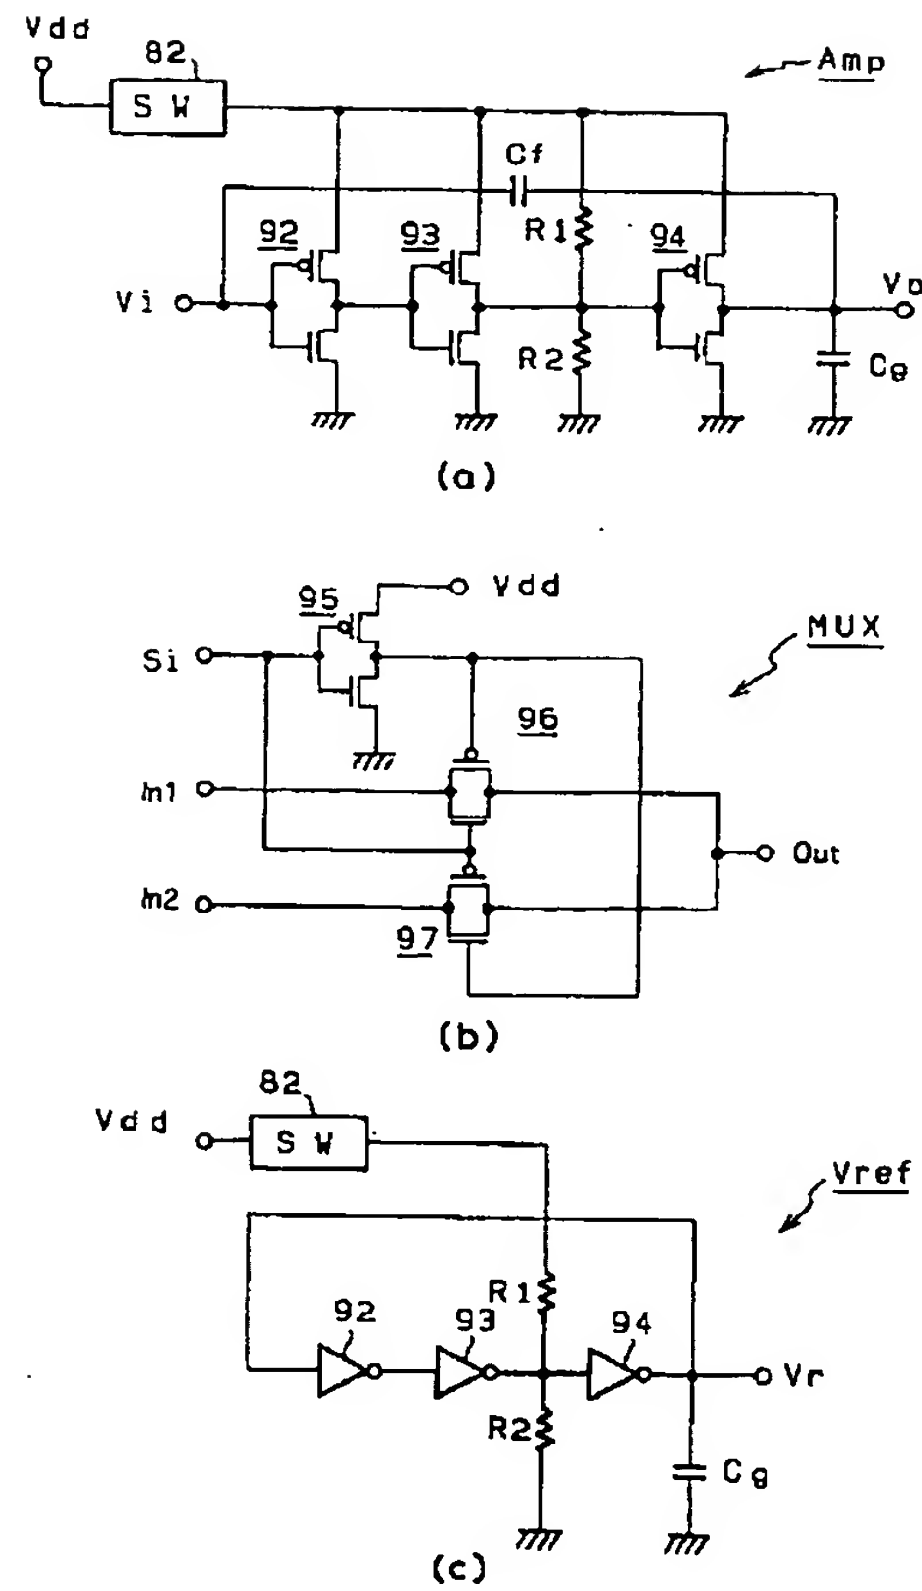 Vdd
82
SW
Amp
Cf
92
93
R1
94
Vi
Vo
R2
Cg
(a)
95
Vdd
MUX
Si
96
In1
Out
In2
97
(b)
82
Vdd
SW
Vref
R1
92
93
94
Vr
R2
Cg
(c)